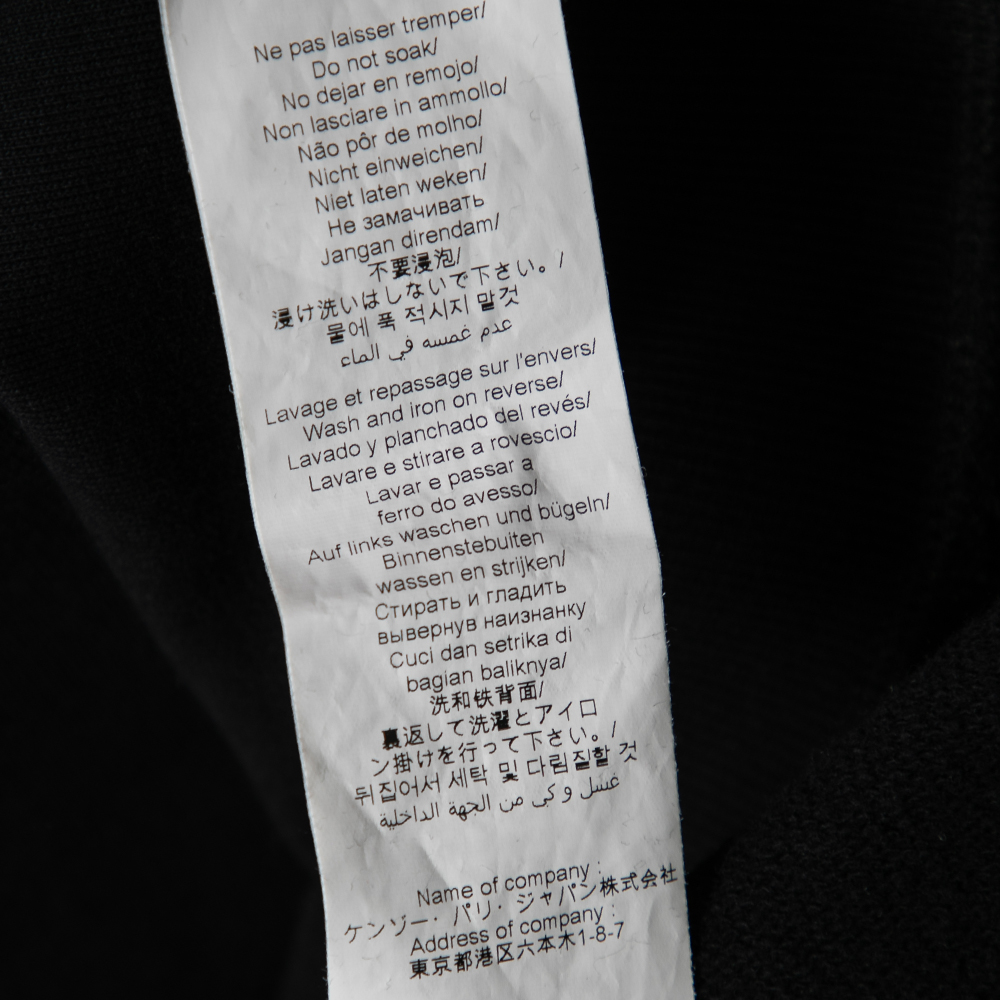 Ne pas laisser tremper/
Do not soak/
No dejar en remojo/
Non lasciare in ammollo/
Não pôr de molho/
Nicht einweichen/
Niet laten weken/
Не замачивать
Jangan direndam/
不要浸泡/
浸け洗いはしないで下さい。/
물에 푹 적시지 말것
عدم غمسه في الماء
Lavage et repassage sur l'envers/
Wash and iron on reverse/
Lavado y planchado del revés/
Lavare e stirare a rovescio/
Lavar e passar a
ferro do avesso/
Auf links waschen und bügeln/
Binnenstebuiten
wassen en strijken/
Стирать и гладить
вывернув наизнанку
Cuci dan setrika di
bagian baliknya/
洗和铁背面/
裏返して洗濯とアイロ
ン掛けを行って下さい。/
뒤집어서 세탁 및 다림질할 것
غسل و كى من الجهة الداخلية
Name of company :
ケンゾー・パリ・ジャパン株式会社
Address of company :
東京都港区六本木1-8-7